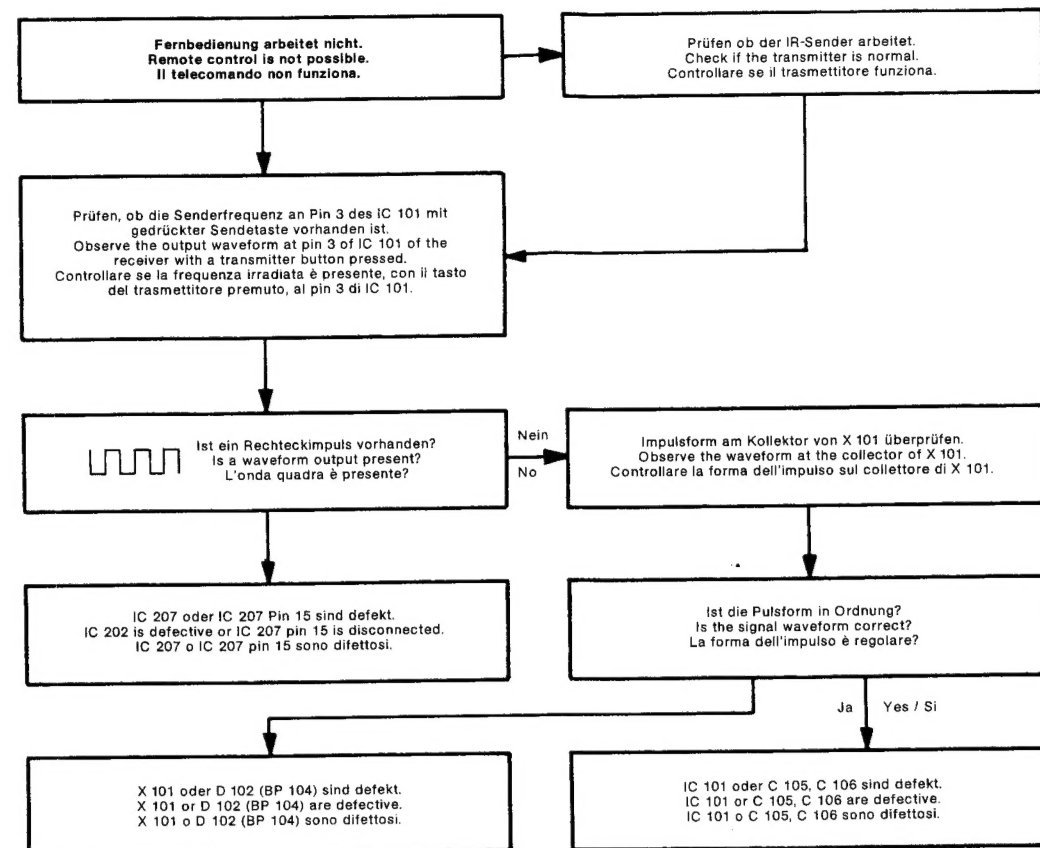 Fernbedienung arbeitet nicht.
Remote control is not possible.
Il telecomando non funziona.
Prüfen ob der IR-Sender arbeitet.
Check if the transmitter is normal.
Controllare se il trasmettitore funziona.
Prüfen, ob die Senderfrequenz an Pin 3 des IC 101 mit
gedrückter Sendetaste vorhanden ist.
Observe the output waveform at pin 3 of IC 101 of the
receiver with a transmitter button pressed.
Controllare se la frequenza irradiata è presente, con il tasto
del trasmettitore premuto, al pin 3 di IC 101.
Ist ein Rechteckimpuls vorhanden?
Is a waveform output present?
L'onda quadra è presente?
Nein
No
Impulsform am Kollektor von X 101 überprüfen.
Observe the waveform at the collector of X 101.
Controllare la forma dell'impulso sul collettore di X 101.
IC 207 oder IC 207 Pin 15 sind defekt.
IC 202 is defective or IC 207 pin 15 is disconnected.
IC 207 o IC 207 pin 15 sono difettosi.
Ist die Pulsform in Ordnung?
Is the signal waveform correct?
La forma dell'impulso è regolare?
Ja Yes / Si
X 101 oder D 102 (BP 104) sind defekt.
X 101 or D 102 (BP 104) are defective.
X 101 o D 102 (BP 104) sono difettosi.
IC 101 oder C 105, C 106 sind defekt.
IC 101 or C 105, C 106 are defective.
IC 101 o C 105, C 106 sono difettosi.